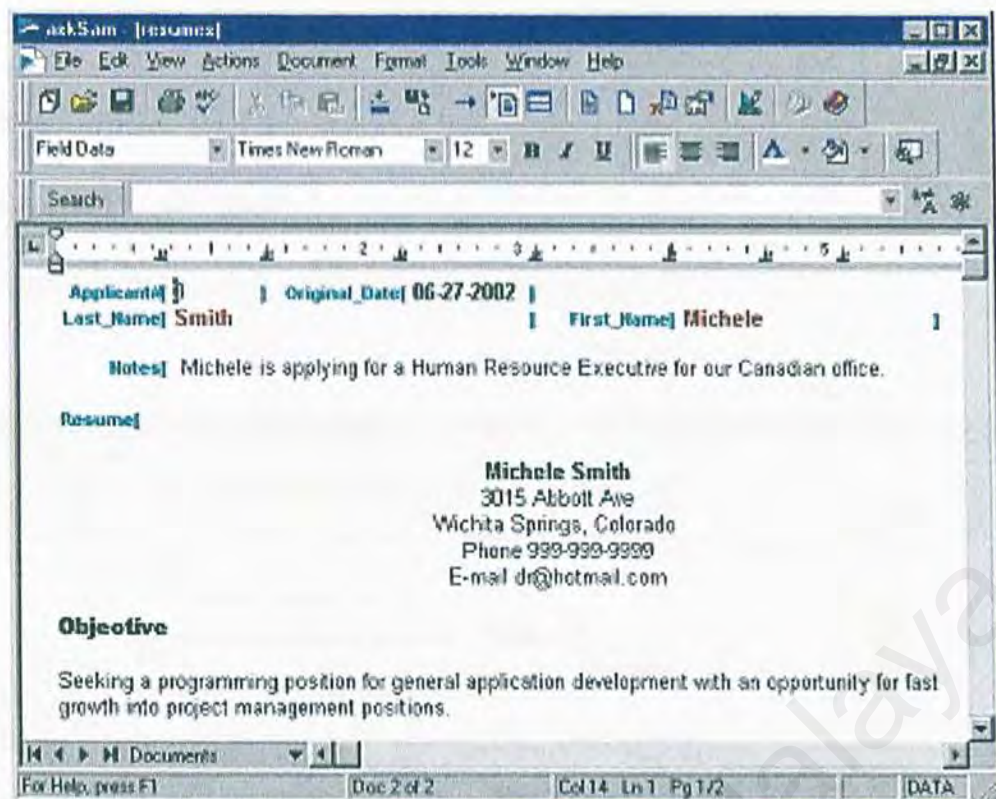 askSam - [resumes]
File Edit View Actions Document Format Tools Window Help
Field Data Times New Roman 12 B I U A
Search
1 2 3 5
Applicant#[ 0 ] Original_Date[ 06-27-2002 ]
Last_Name[ Smith ] First_Name[ Michele ]
Notes[ Michele is applying for a Human Resource Executive for our Canadian office.
Resume[
Michele Smith
3015 Abbott Ave
Wichita Springs, Colorado
Phone 999-999-9999
E-mail dr@hotmail.com
Objective
Seeking a programming position for general application development with an opportunity for fast
growth into project management positions.
Documents
For Help, press F1 Doc 2 of 2 Col 14 Ln 1 Pg 1/2 DATA